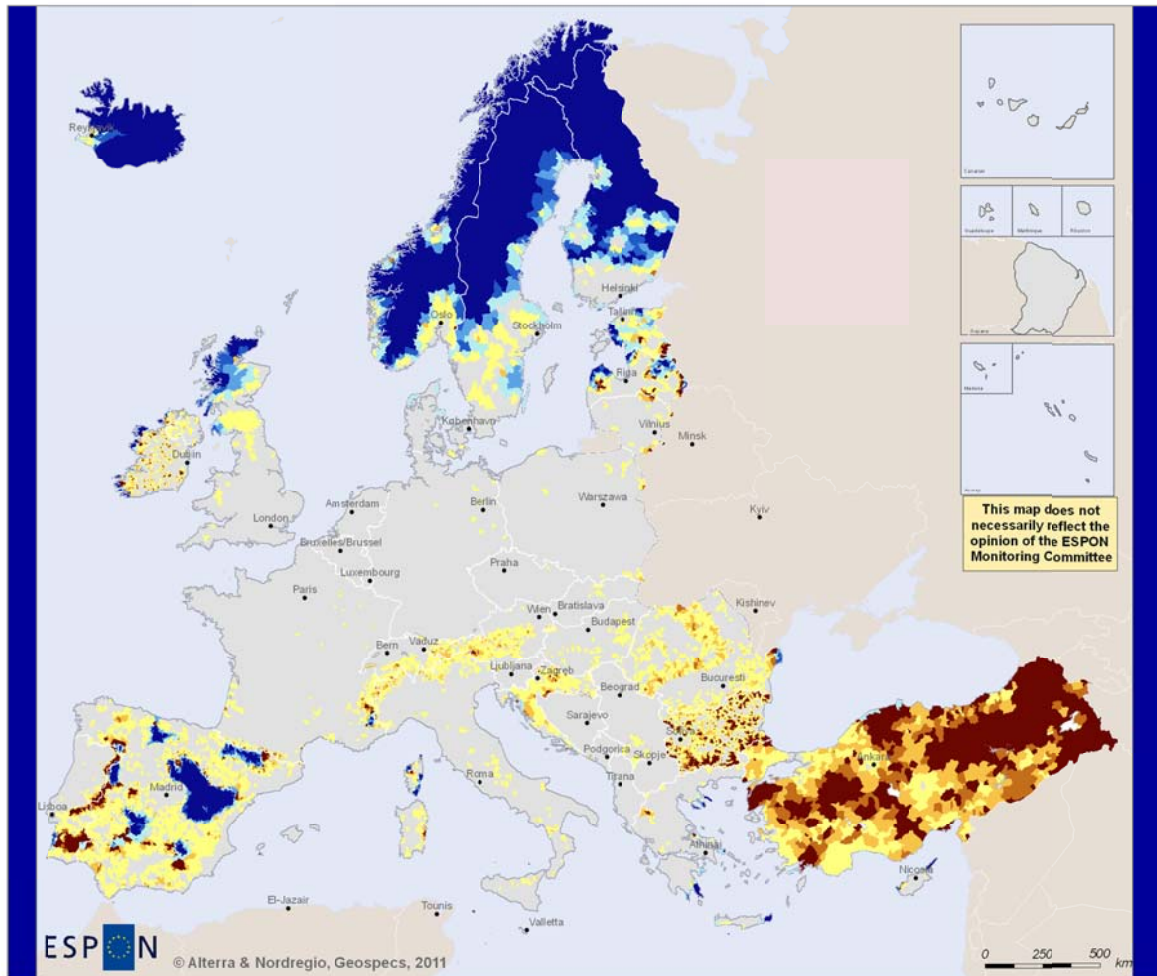 Reykjavik
Canarias
Guadeloupe
Martinique
Réunion
Guyane
Madeira
This map does not
necessarily reflect the
opinion of the ESPON
Monitoring Committee
Helsinki
Tallinn
Oslo
Stockholm
Riga
København
Vilnius
Minsk
Dublin
Amsterdam
Berlin
Warszawa
London
Kyiv
Bruxelles/Brussel
Luxembourg
Praha
Paris
Wien
Bratislava
Kishinev
Budapest
Bern
Vaduz
Ljubljana
Zagreb
Beograd
Bucuresti
Sarajevo
Sofia
Podgorica
Skopje
Ankara
Roma
Tirana
Madrid
Lisboa
Athinai
Nicosia
El-Jazair
Tounis
Valletta
ESPON
© Alterra & Nordregio, Geospecs, 2011
0 250 500
km